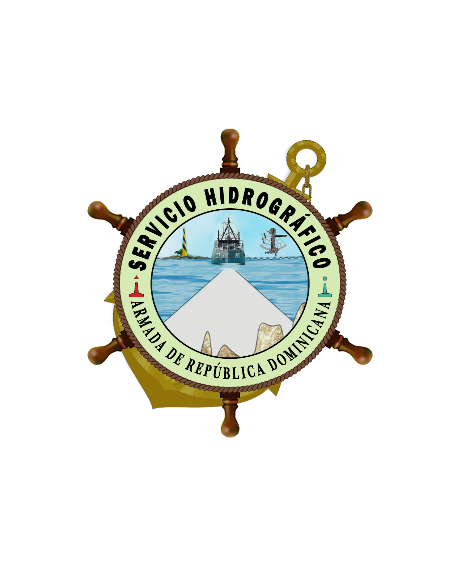 SERVICIO HIDROGRÁFICO
ARMADA DE REPÚBLICA DOMINICANA